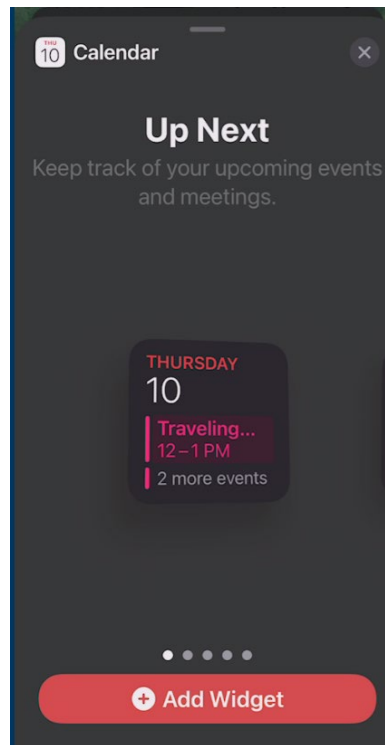 THU
10
Calendar
Up Next
Keep track of your upcoming events
and meetings.
THURSDAY
10
Traveling...
12–1 PM
2 more events
Add Widget